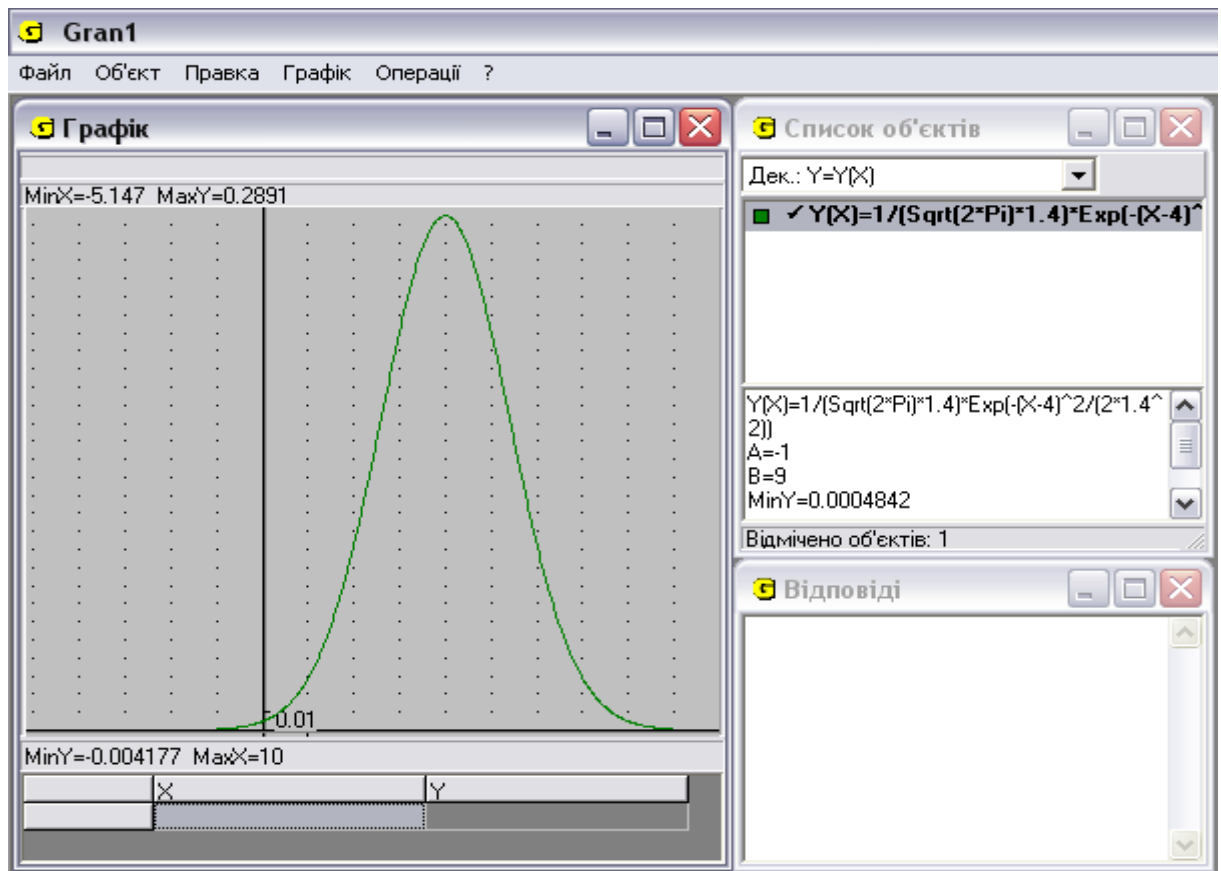 Gran1
Файл Об'єкт Правка Графік Операції ?
Графік
MinX=-5.147 MaxY=0.2891
0.01
MinY=-0.004177 MaxX=10
X Y
Список об'єктів
Дек.: Y=Y(X)
Y(X)=1/(Sqrt(2*Pi)*1.4)*Exp(-(X-4)^
Y(X)=1/(Sqrt(2*Pi)*1.4)*Exp(-(X-4)^2/(2*1.4^
2))
A=-1
B=9
MinY=0.0004842
Відмічено об'єктів: 1
Відповіді